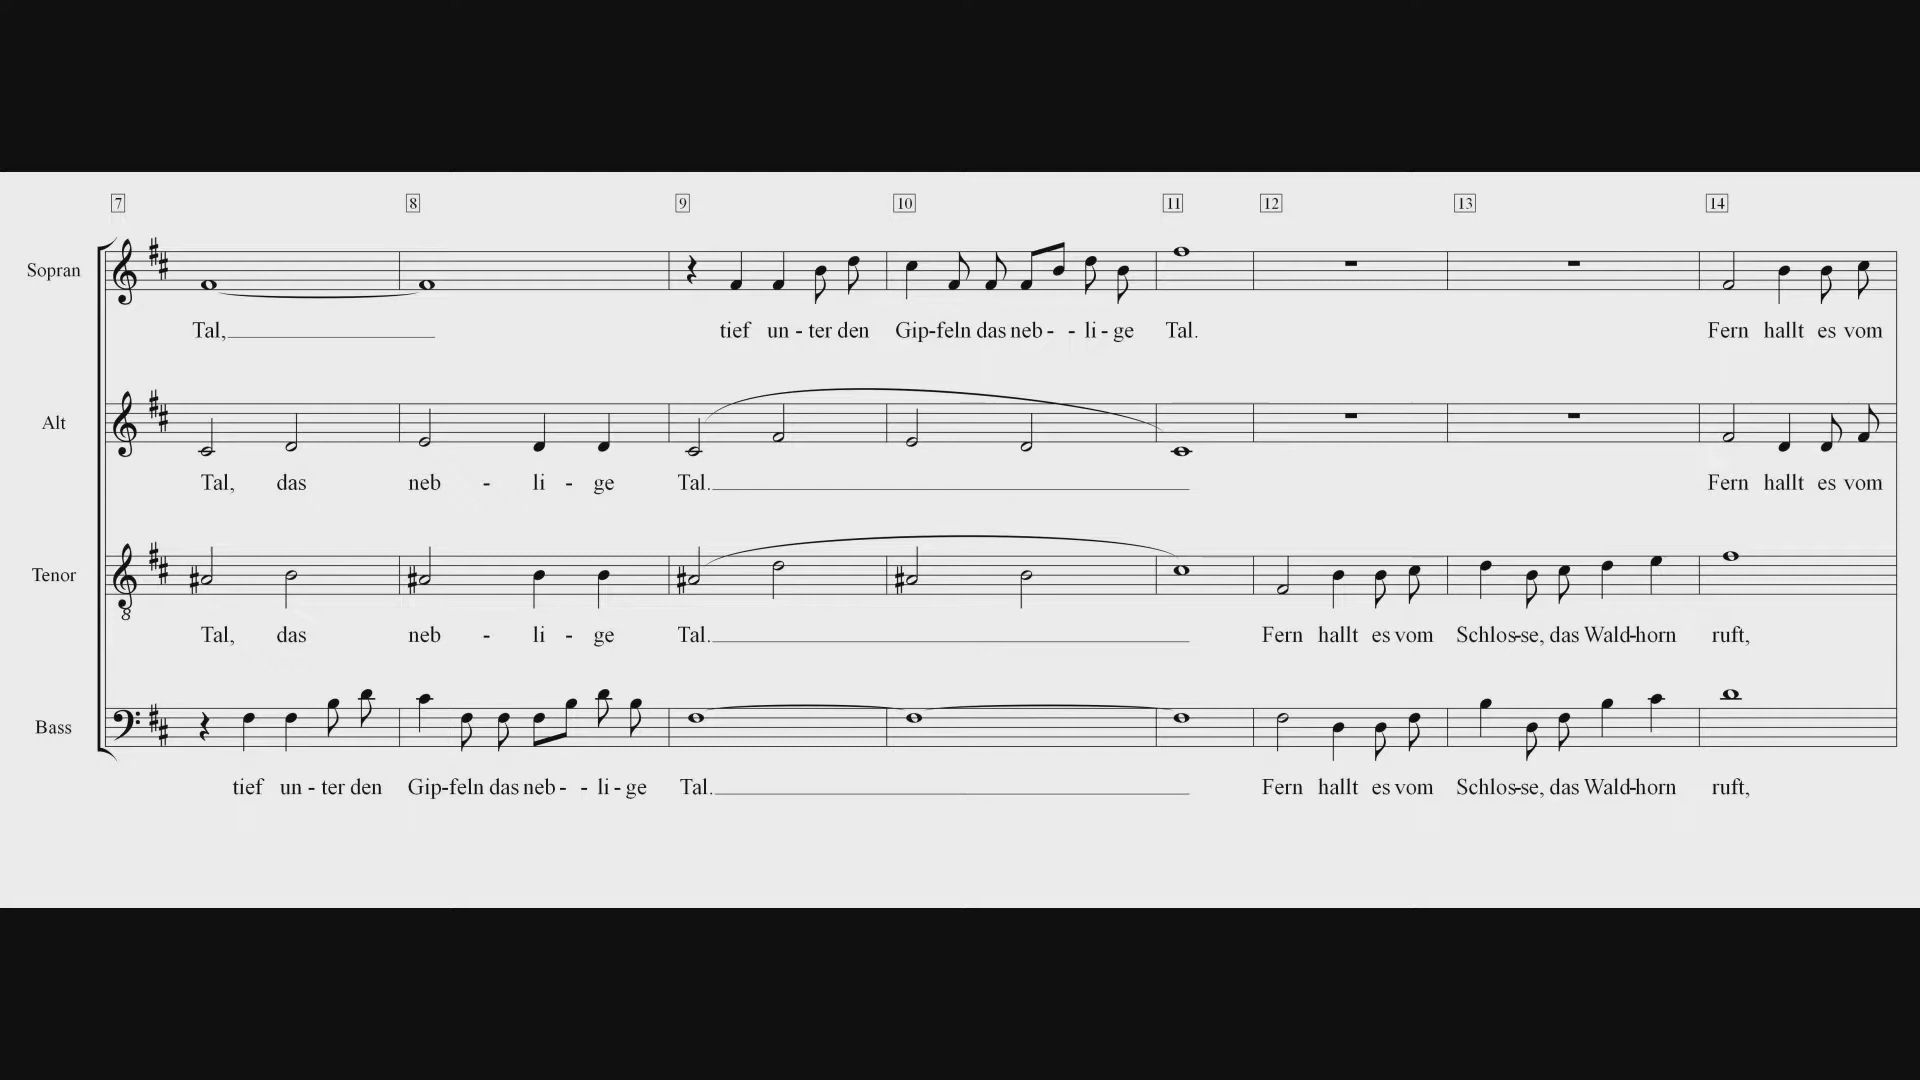 7 8 9 10 11 12 13 14
Sopran
Tal, tief un - ter den Gip-feln das neb - - li - ge Tal. Fern hallt es vom
Alt
Tal, das neb - li - ge Tal. Fern hallt es vom
Tenor
Tal, das neb - li - ge Tal. Fern hallt es vom Schlos-se, das Wald-horn ruft,
Bass
tief un - ter den Gip-feln das neb - - li - ge Tal. Fern hallt es vom Schlos-se, das Wald-horn ruft,